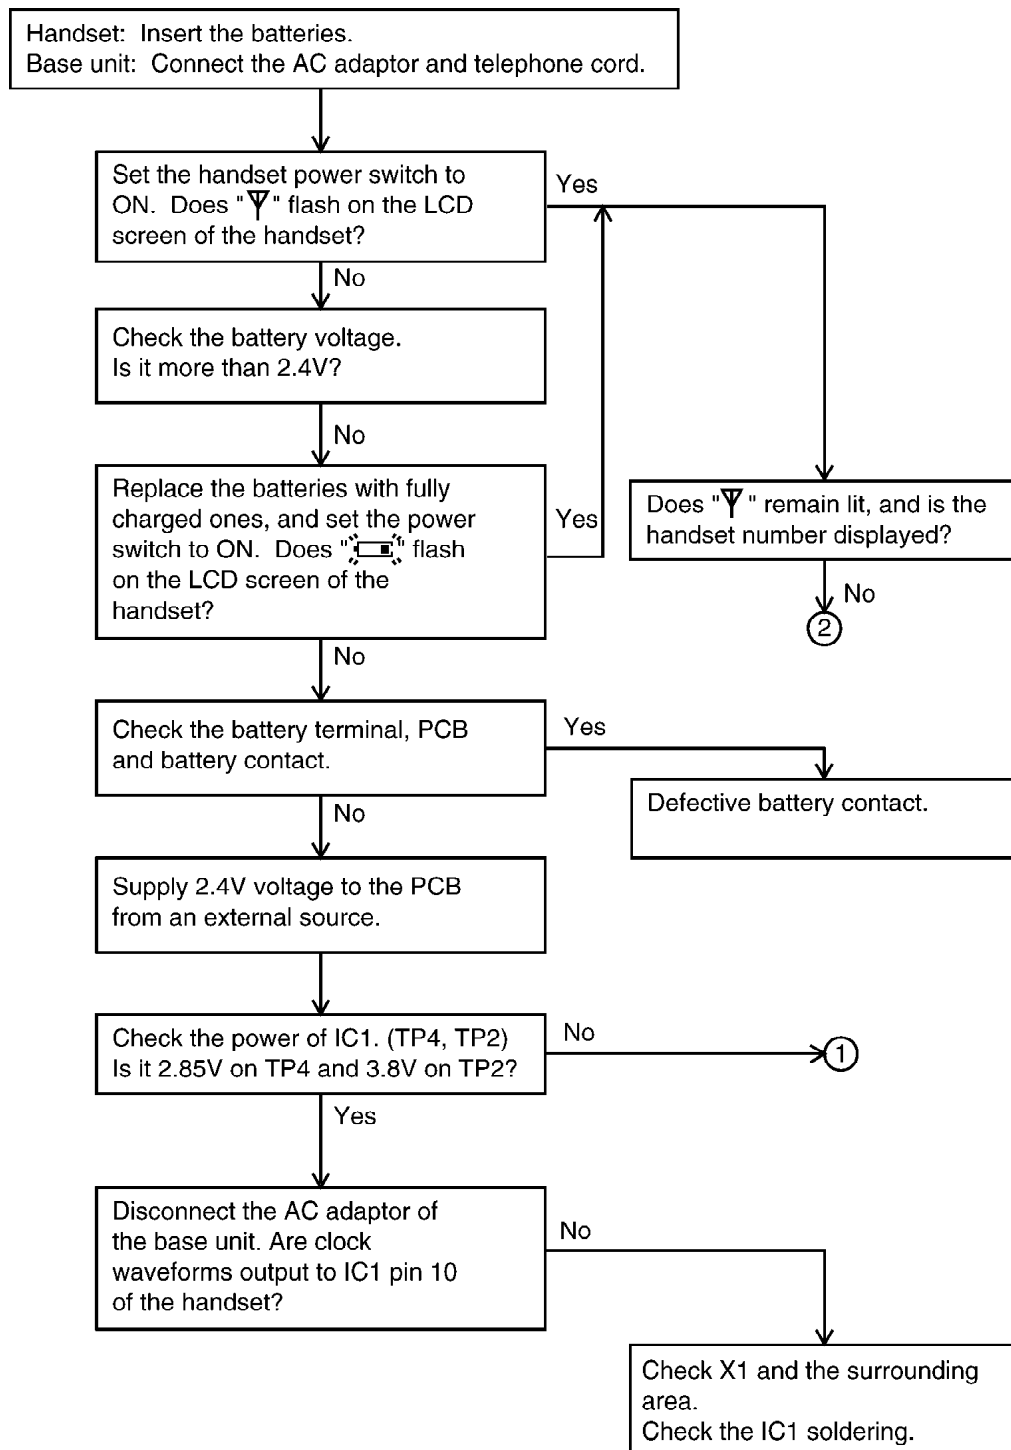 Handset: Insert the batteries.
Base unit: Connect the AC adaptor and telephone cord.
Set the handset power switch to
ON. Does " " flash on the LCD
screen of the handset?
Yes
No
Check the battery voltage.
Is it more than 2.4V?
No
Replace the batteries with fully
charged ones, and set the power
switch to ON. Does " " flash
on the LCD screen of the
handset?
Yes
Does " " remain lit, and is the
handset number displayed?
No
2
No
Check the battery terminal, PCB
and battery contact.
Yes
Defective battery contact.
No
Supply 2.4V voltage to the PCB
from an external source.
Check the power of IC1. (TP4, TP2)
Is it 2.85V on TP4 and 3.8V on TP2?
No
1
Yes
Disconnect the AC adaptor of
the base unit. Are clock
waveforms output to IC1 pin 10
of the handset?
No
Check X1 and the surrounding
area.
Check the IC1 soldering.